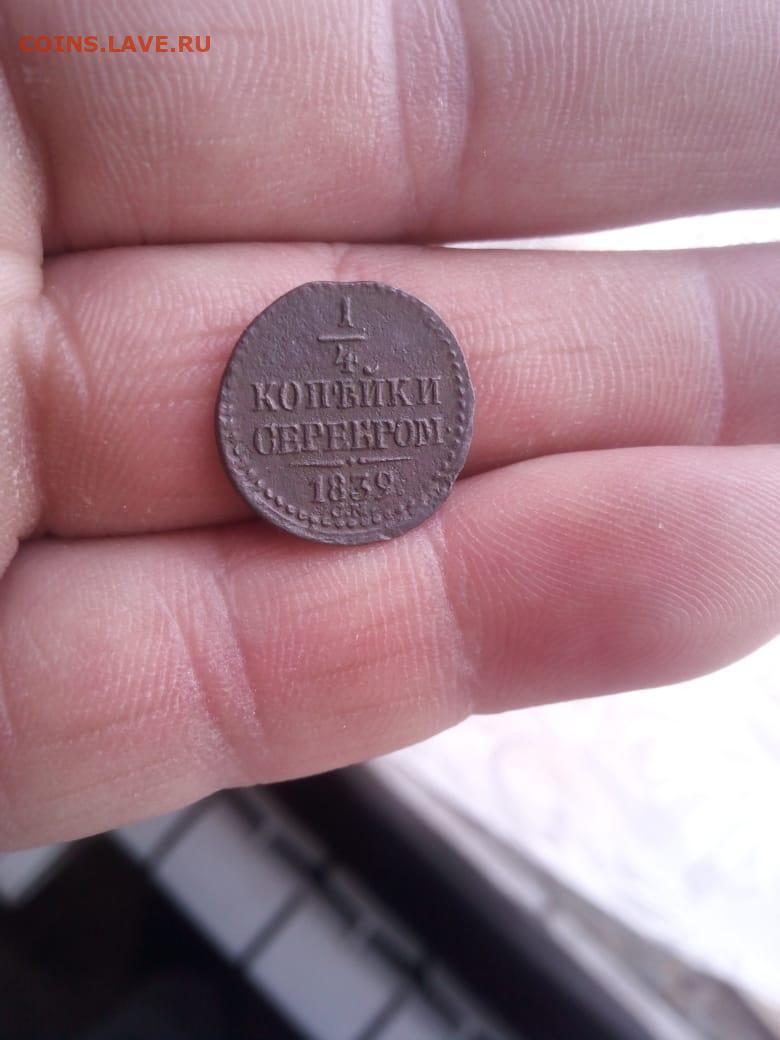 COINS.LAVE.RU
1
4
КОПѢЙКИ
СЕРЕБРОМ
1839.
С.М.